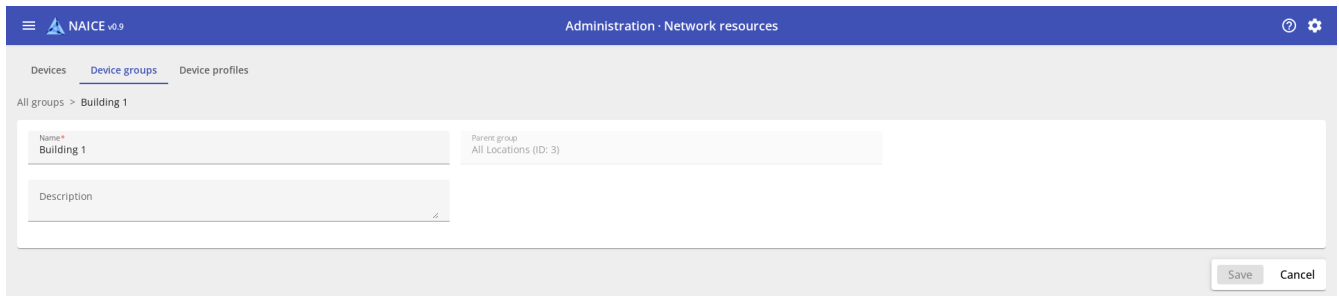 NAICE v0.9
Administration · Network resources
Devices Device groups Device profiles
All groups > Building 1
Name* Parent group
Building 1 All Locations (ID: 3)
Description
Save Cancel